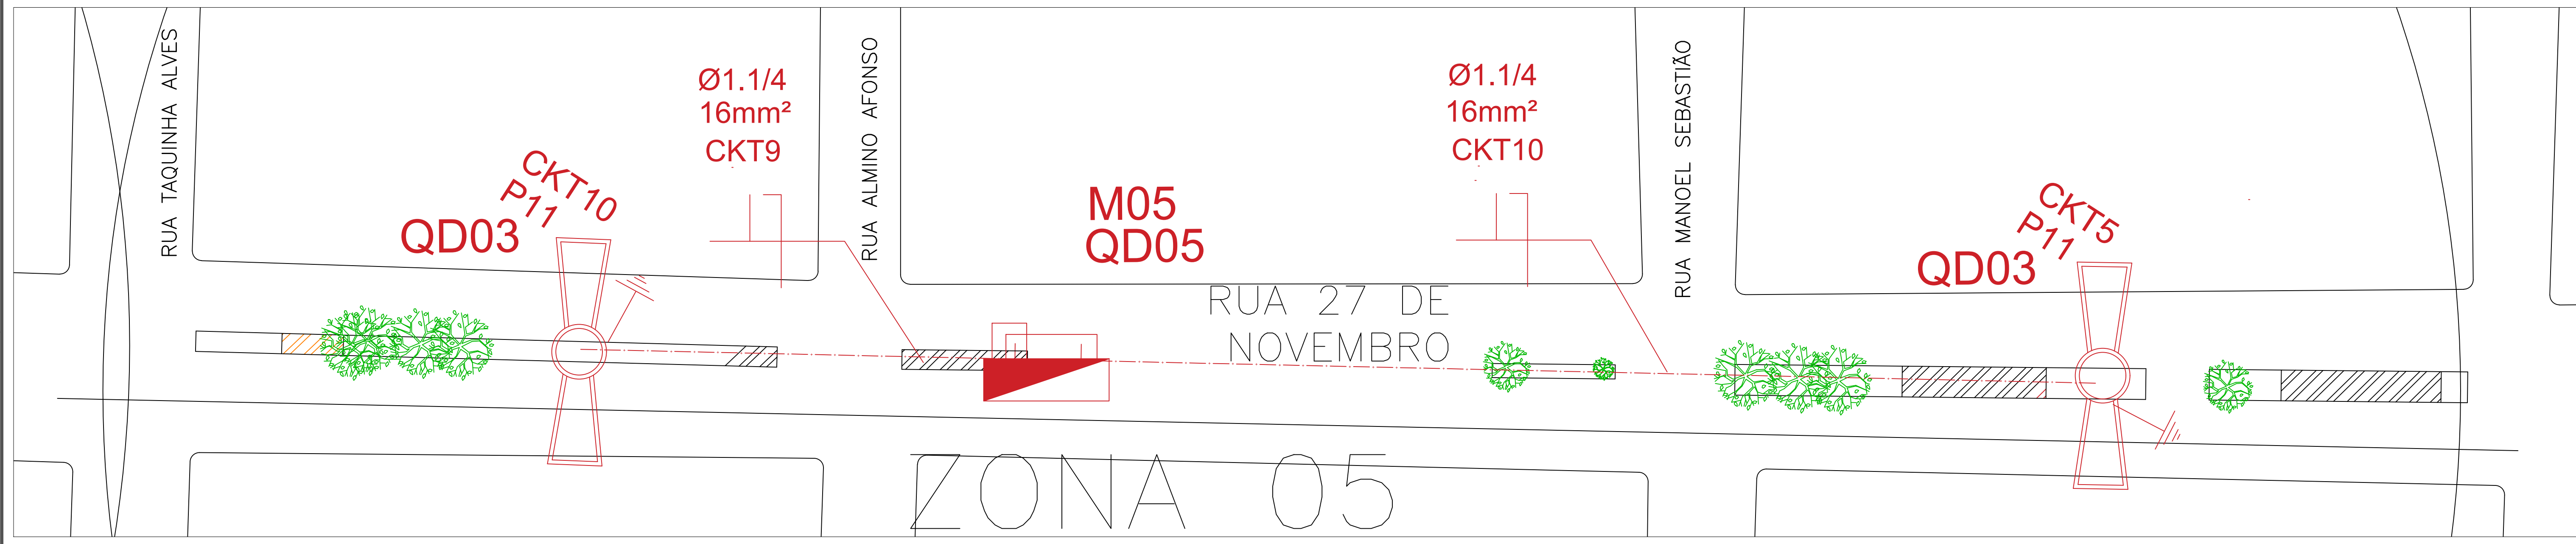 RUA TAQUINHA ALVES
CKT10
P11
QD03
Ø1.1/4
16mm²
CKT9
RUA ALMINO AFONSO
M05
QD05
RUA 27 DE
NOVEMBRO
Ø1.1/4
16mm²
CKT10
RUA MANOEL SEBASTIÃO
CKT5
P11
QD03
ZONA 05